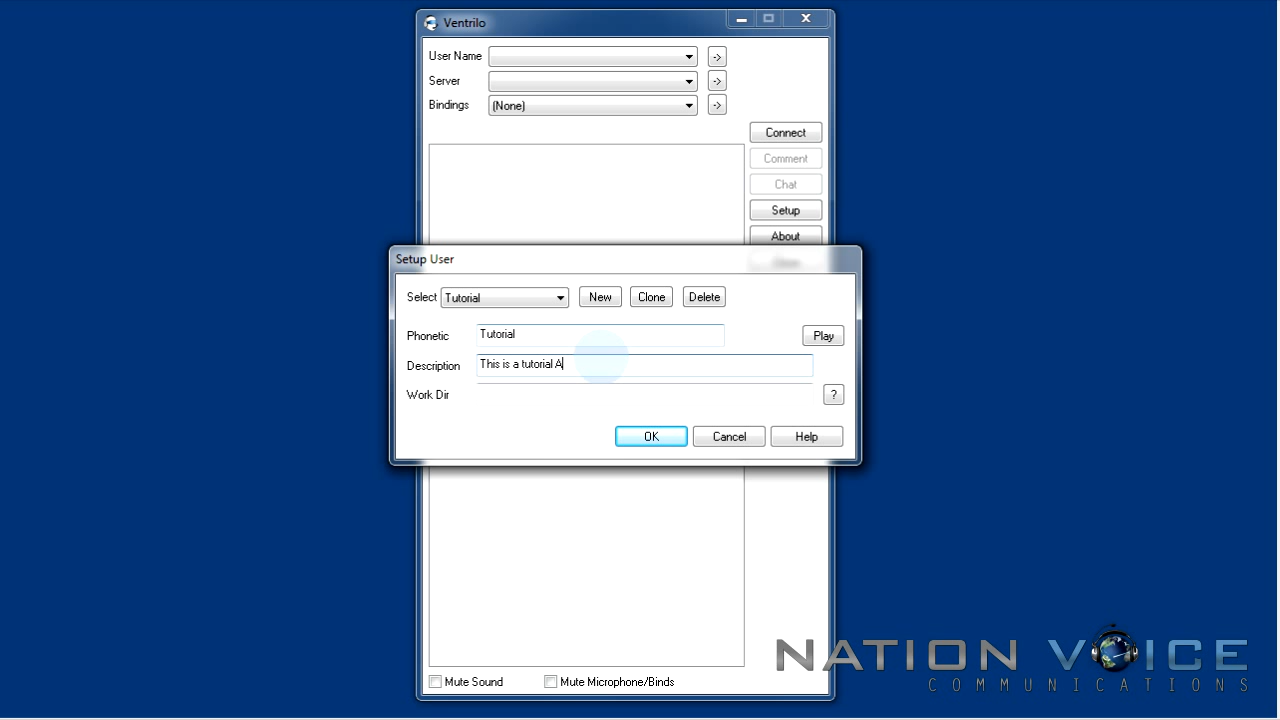 Ventrilo
User Name
->
Server
->
Bindings (None) ->
Connect
Comment
Chat
Setup
About
Setup User
Select Tutorial New Clone Delete
Phonetic Tutorial Play
Description This is a tutorial A
Work Dir ?
OK Cancel Help
Mute Sound Mute Microphone/Binds
NATION VOICE
COMMUNICATIONS